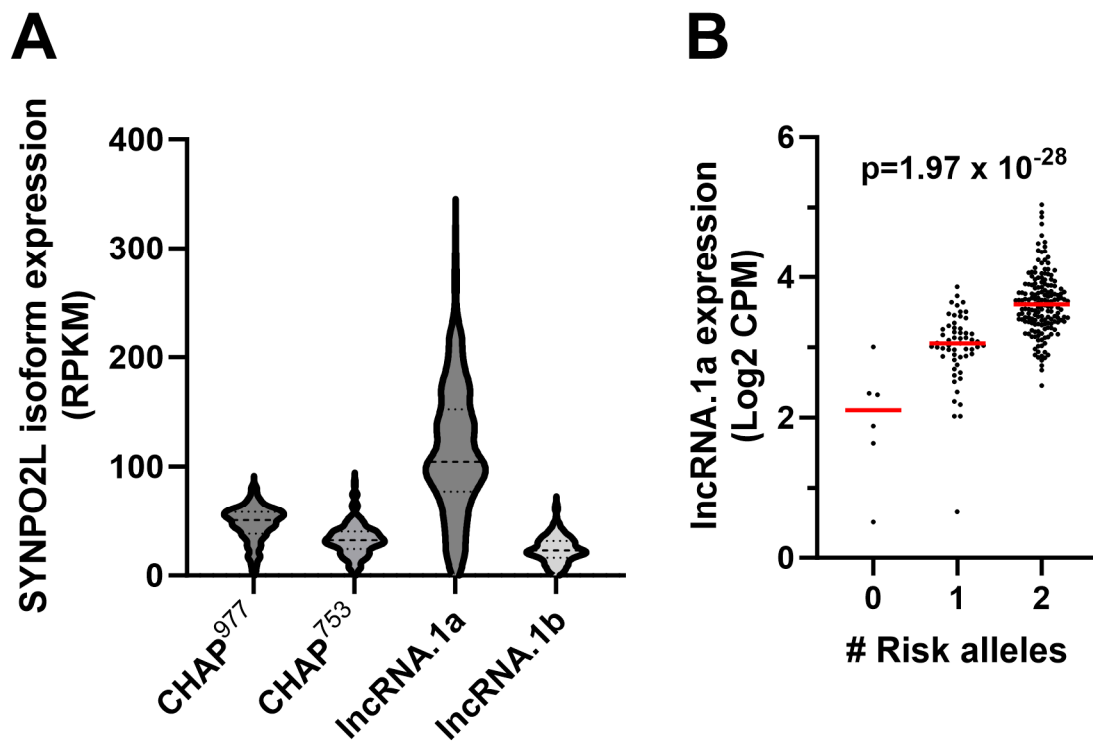 A
SYNPO2L isoform expression
(RPKM)
400
300
200
100
0
CHAP⁹⁷⁷
CHAP⁷⁵³
lncRNA.1a
lncRNA.1b
B
lncRNA.1a expression
(Log2 CPM)
6
4
2
0
p=1.97 x 10⁻²⁸
0 1 2
# Risk alleles